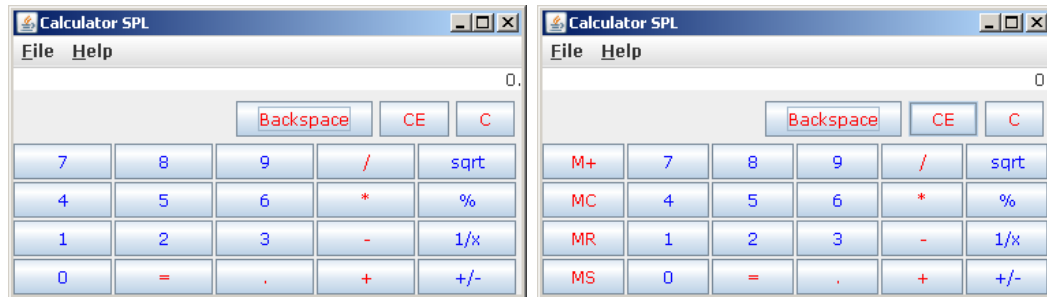 Calculator SPL
File Help
0.
Backspace CE C
7 8 9 / sqrt
4 5 6 * %
1 2 3 - 1/x
0 = . + +/-
Calculator SPL
File Help
0
Backspace CE C
M+ 7 8 9 / sqrt
MC 4 5 6 * %
MR 1 2 3 - 1/x
MS 0 = . + +/-